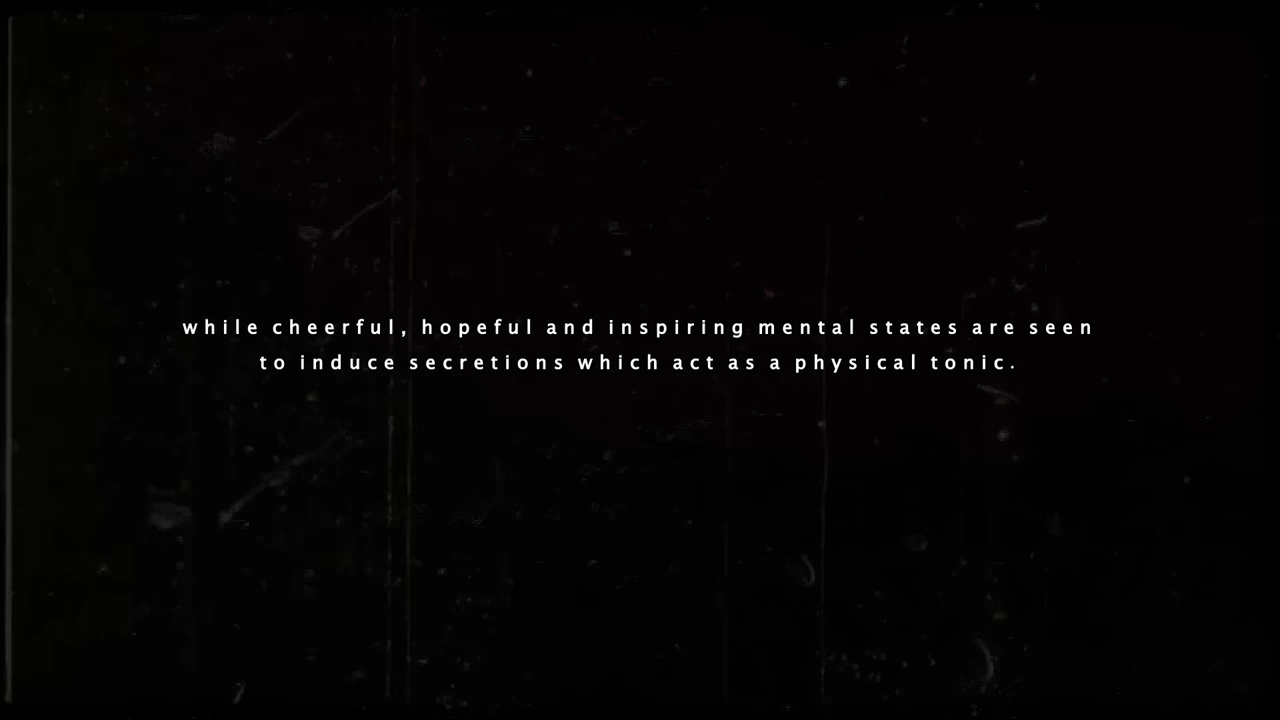 while cheerful, hopeful and inspiring mental states are seen
to induce secretions which act as a physical tonic.